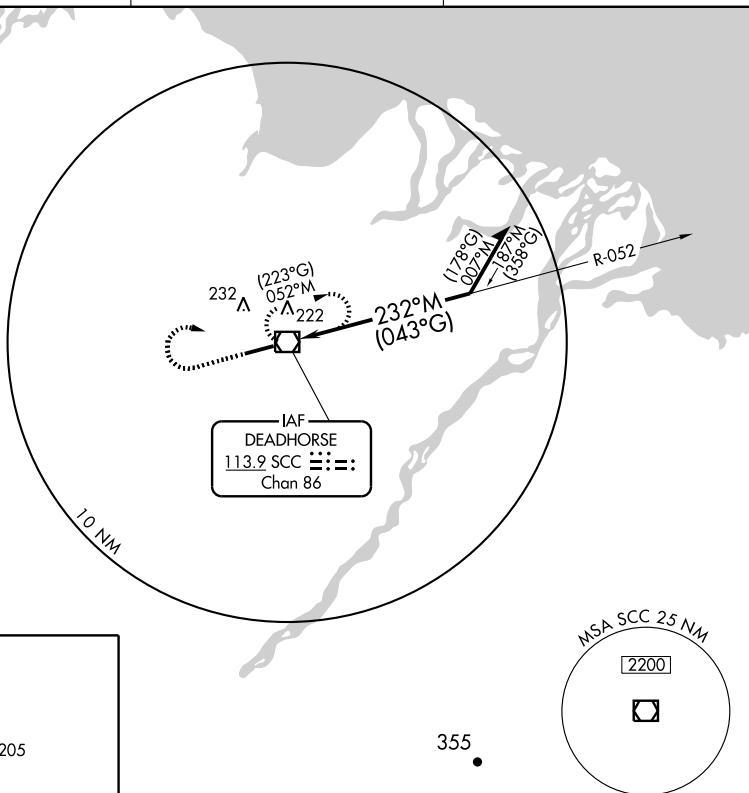 R-052
(178°G)
007°M
187°M
(358°G)
(223°G)
052°M
232
222
232°M
(043°G)
IAF
DEADHORSE
113.9 SCC
Chan 86
10 NM
MSA SCC 25 NM
2200
205
355